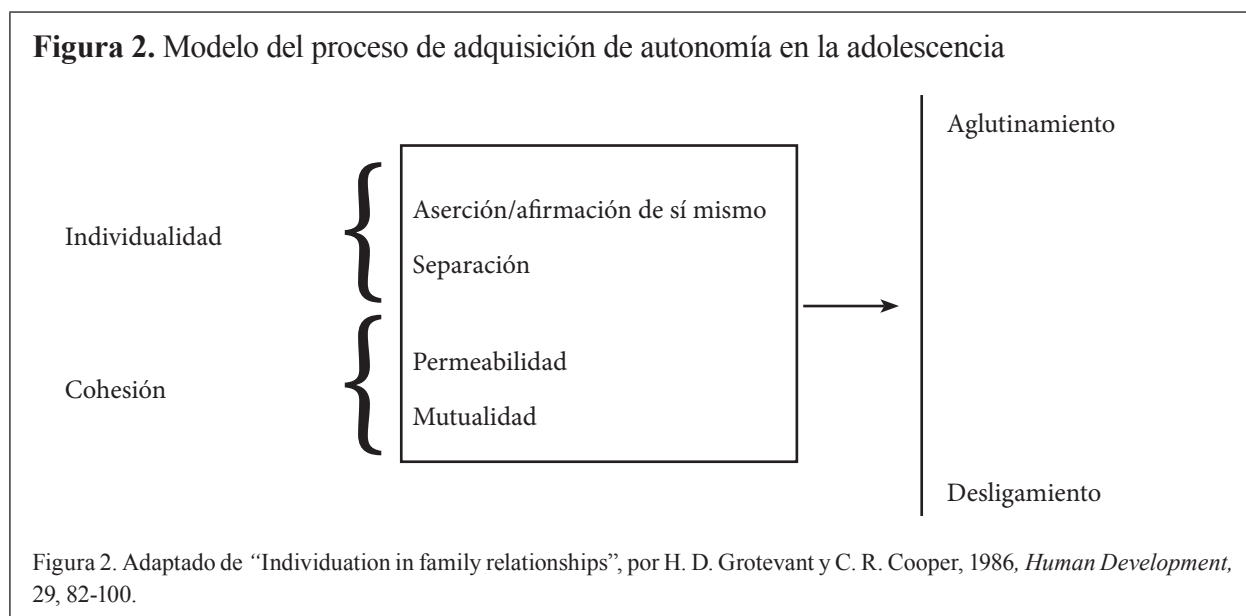 Figura 2. Modelo del proceso de adquisición de autonomía en la adolescencia
Aglutinamiento
Aserción/afirmación de sí mismo
Individualidad
Separación
Permeabilidad
Cohesión
Mutualidad
Desligamiento
Figura 2. Adaptado de “Individuation in family relationships”, por H. D. Grotevant y C. R. Cooper, 1986, Human Development,
29, 82-100.